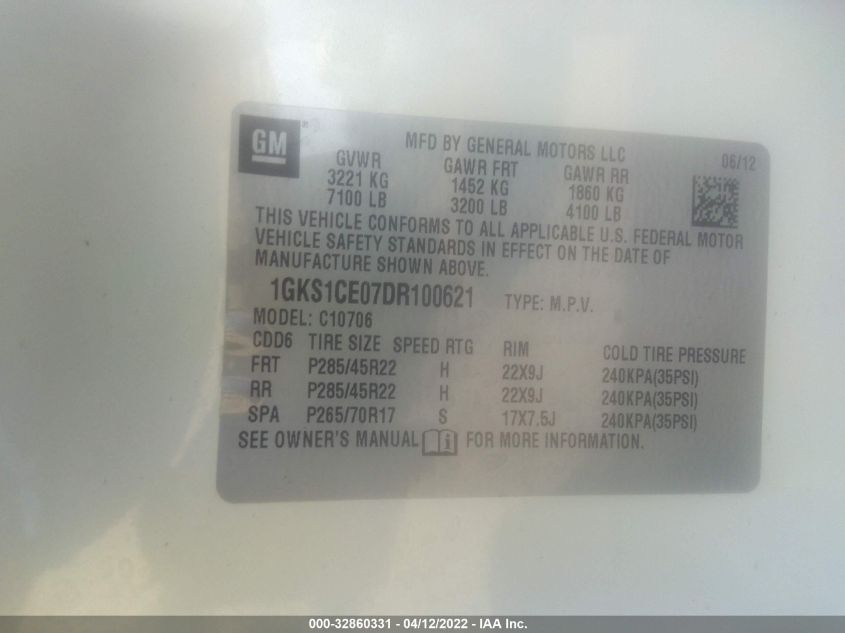 GM
MFD BY GENERAL MOTORS LLC
06/12
GVWR GAWR FRT GAWR RR
3221 KG 1452 KG 1860 KG
7100 LB 3200 LB 4100 LB
THIS VEHICLE CONFORMS TO ALL APPLICABLE U.S. FEDERAL MOTOR
VEHICLE SAFETY STANDARDS IN EFFECT ON THE DATE OF
MANUFACTURE SHOWN ABOVE.
1GKS1CE07DR100621 TYPE: M.P.V.
MODEL: C10706
CDD6 TIRE SIZE SPEED RTG RIM COLD TIRE PRESSURE
FRT P285/45R22 H 22X9J 240KPA(35PSI)
RR P285/45R22 H 22X9J 240KPA(35PSI)
SPA P265/70R17 S 17X7.5J 240KPA(35PSI)
SEE OWNER'S MANUAL FOR MORE INFORMATION.
000-32860331 - 04/12/2022 - IAA Inc.